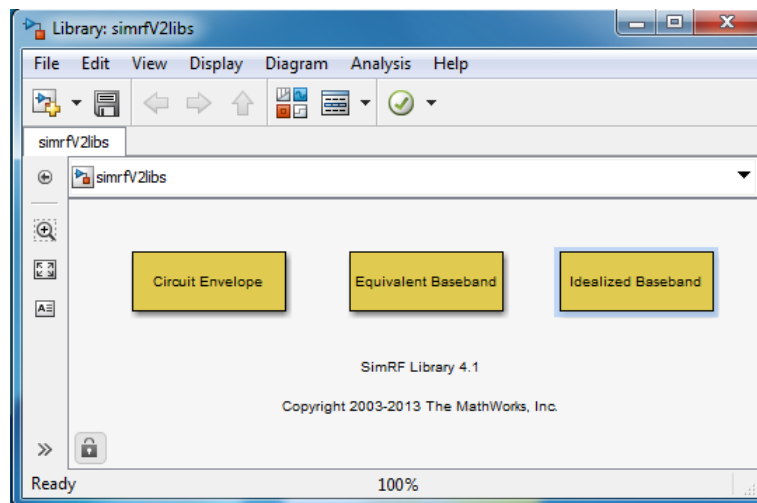 Library: simrfV2libs
File Edit View Display Diagram Analysis Help
simrfV2libs
simrfV2libs
Circuit Envelope Equivalent Baseband Idealized Baseband
SimRF Library 4.1
Copyright 2003-2013 The MathWorks, Inc.
Ready 100%